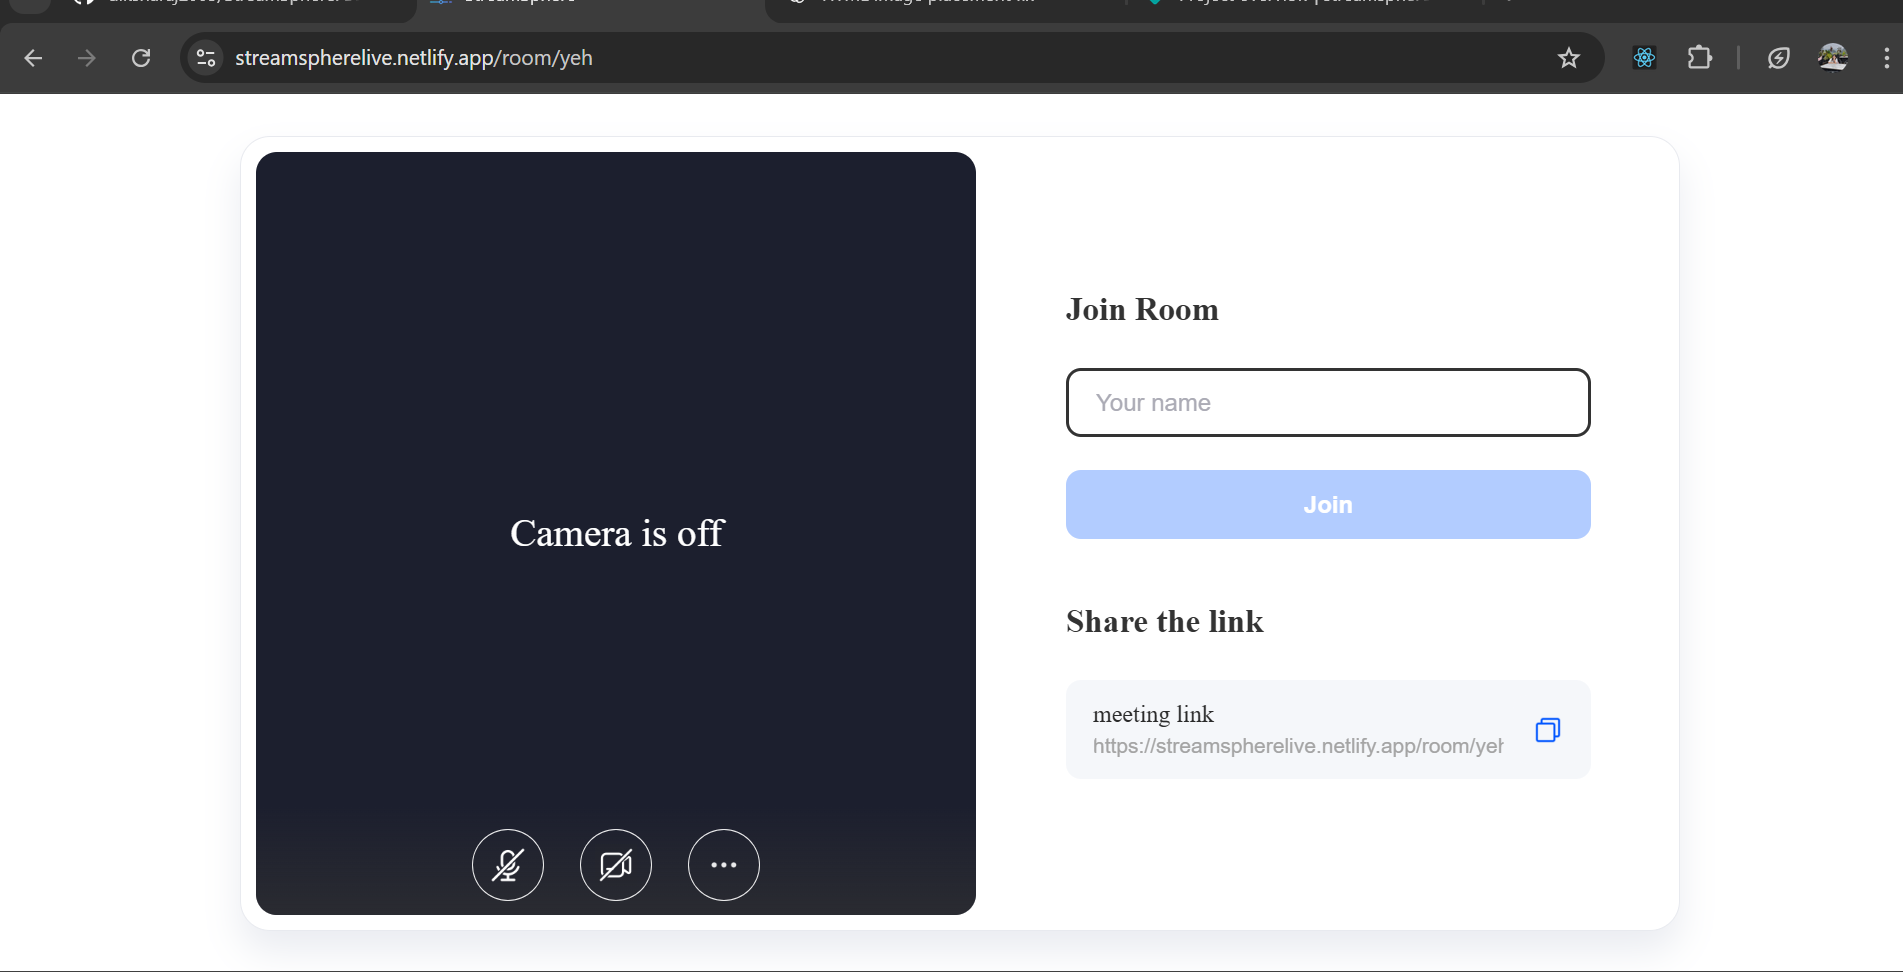 streamspherelive.netlify.app/room/yeh
Camera is off
Join Room
Your name
Join
Share the link
meeting link
https://streamspherelive.netlify.app/room/yeh